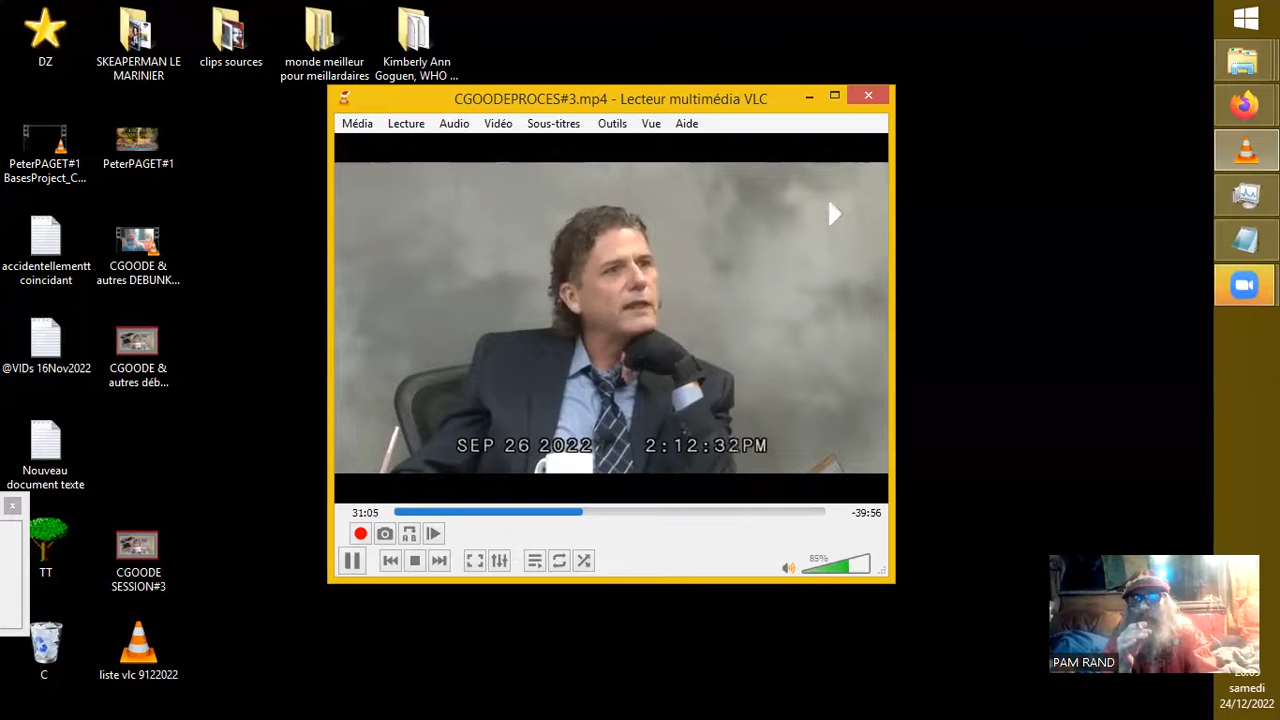 DZ
SKEAPERMAN LE
MARINIER
clips sources
monde meilleur
pour meillardaires
Kimberly Ann
Goguen, WHO ...
PeterPAGET#1
BasesProject_C...
PeterPAGET#1
accidentellementt
coincidant
CGOODE &
autres DEBUNK...
@VIDs 16Nov2022
CGOODE &
autres déb...
Nouveau
document texte
TT
CGOODE
SESSION#3
C
liste vlc 9122022
CGOODEPROCES#3.mp4 - Lecteur multimédia VLC
Média Lecture Audio Vidéo Sous-titres Outils Vue Aide
SEP 26 2022 2:12:32PM
31:05
-39:56
85%
PAM RAND
samedi
24/12/2022